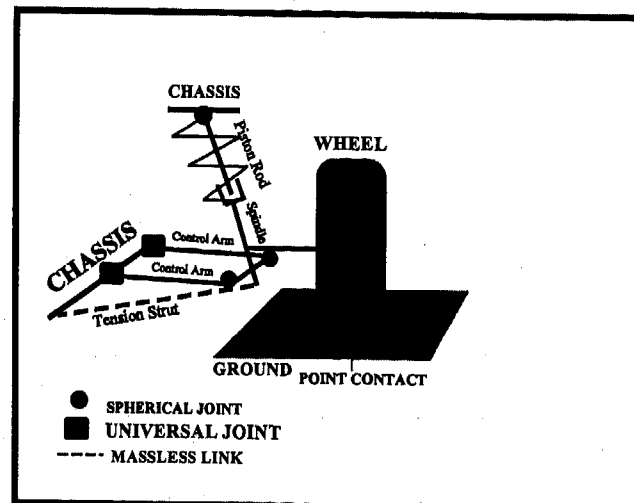 CHASSIS
Piston Rod
WHEEL
Spindle
CHASSIS
Control Arm
Control Arm
Tension Strut
GROUND
POINT CONTACT
SPHERICAL JOINT
UNIVERSAL JOINT
MASSLESS LINK